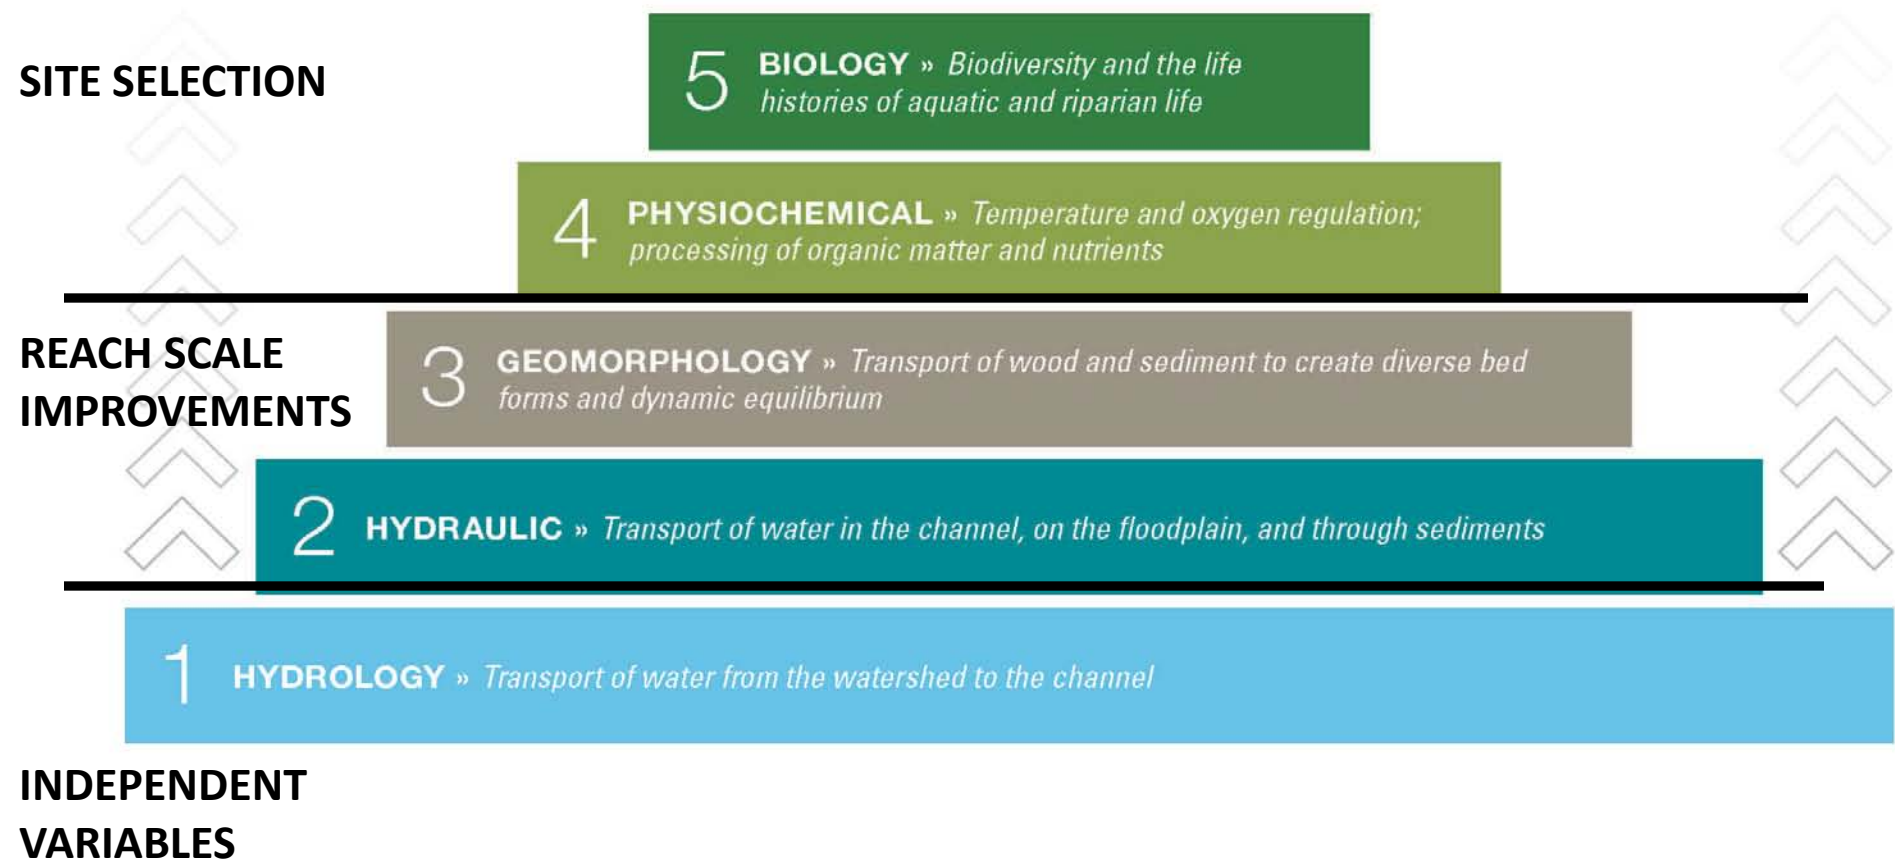 SITE SELECTION
5 BIOLOGY » Biodiversity and the life
histories of aquatic and riparian life
4 PHYSIOCHEMICAL » Temperature and oxygen regulation;
processing of organic matter and nutrients
REACH SCALE
IMPROVEMENTS
3 GEOMORPHOLOGY » Transport of wood and sediment to create diverse bed
forms and dynamic equilibrium
2 HYDRAULIC » Transport of water in the channel, on the floodplain, and through sediments
1 HYDROLOGY » Transport of water from the watershed to the channel
INDEPENDENT
VARIABLES